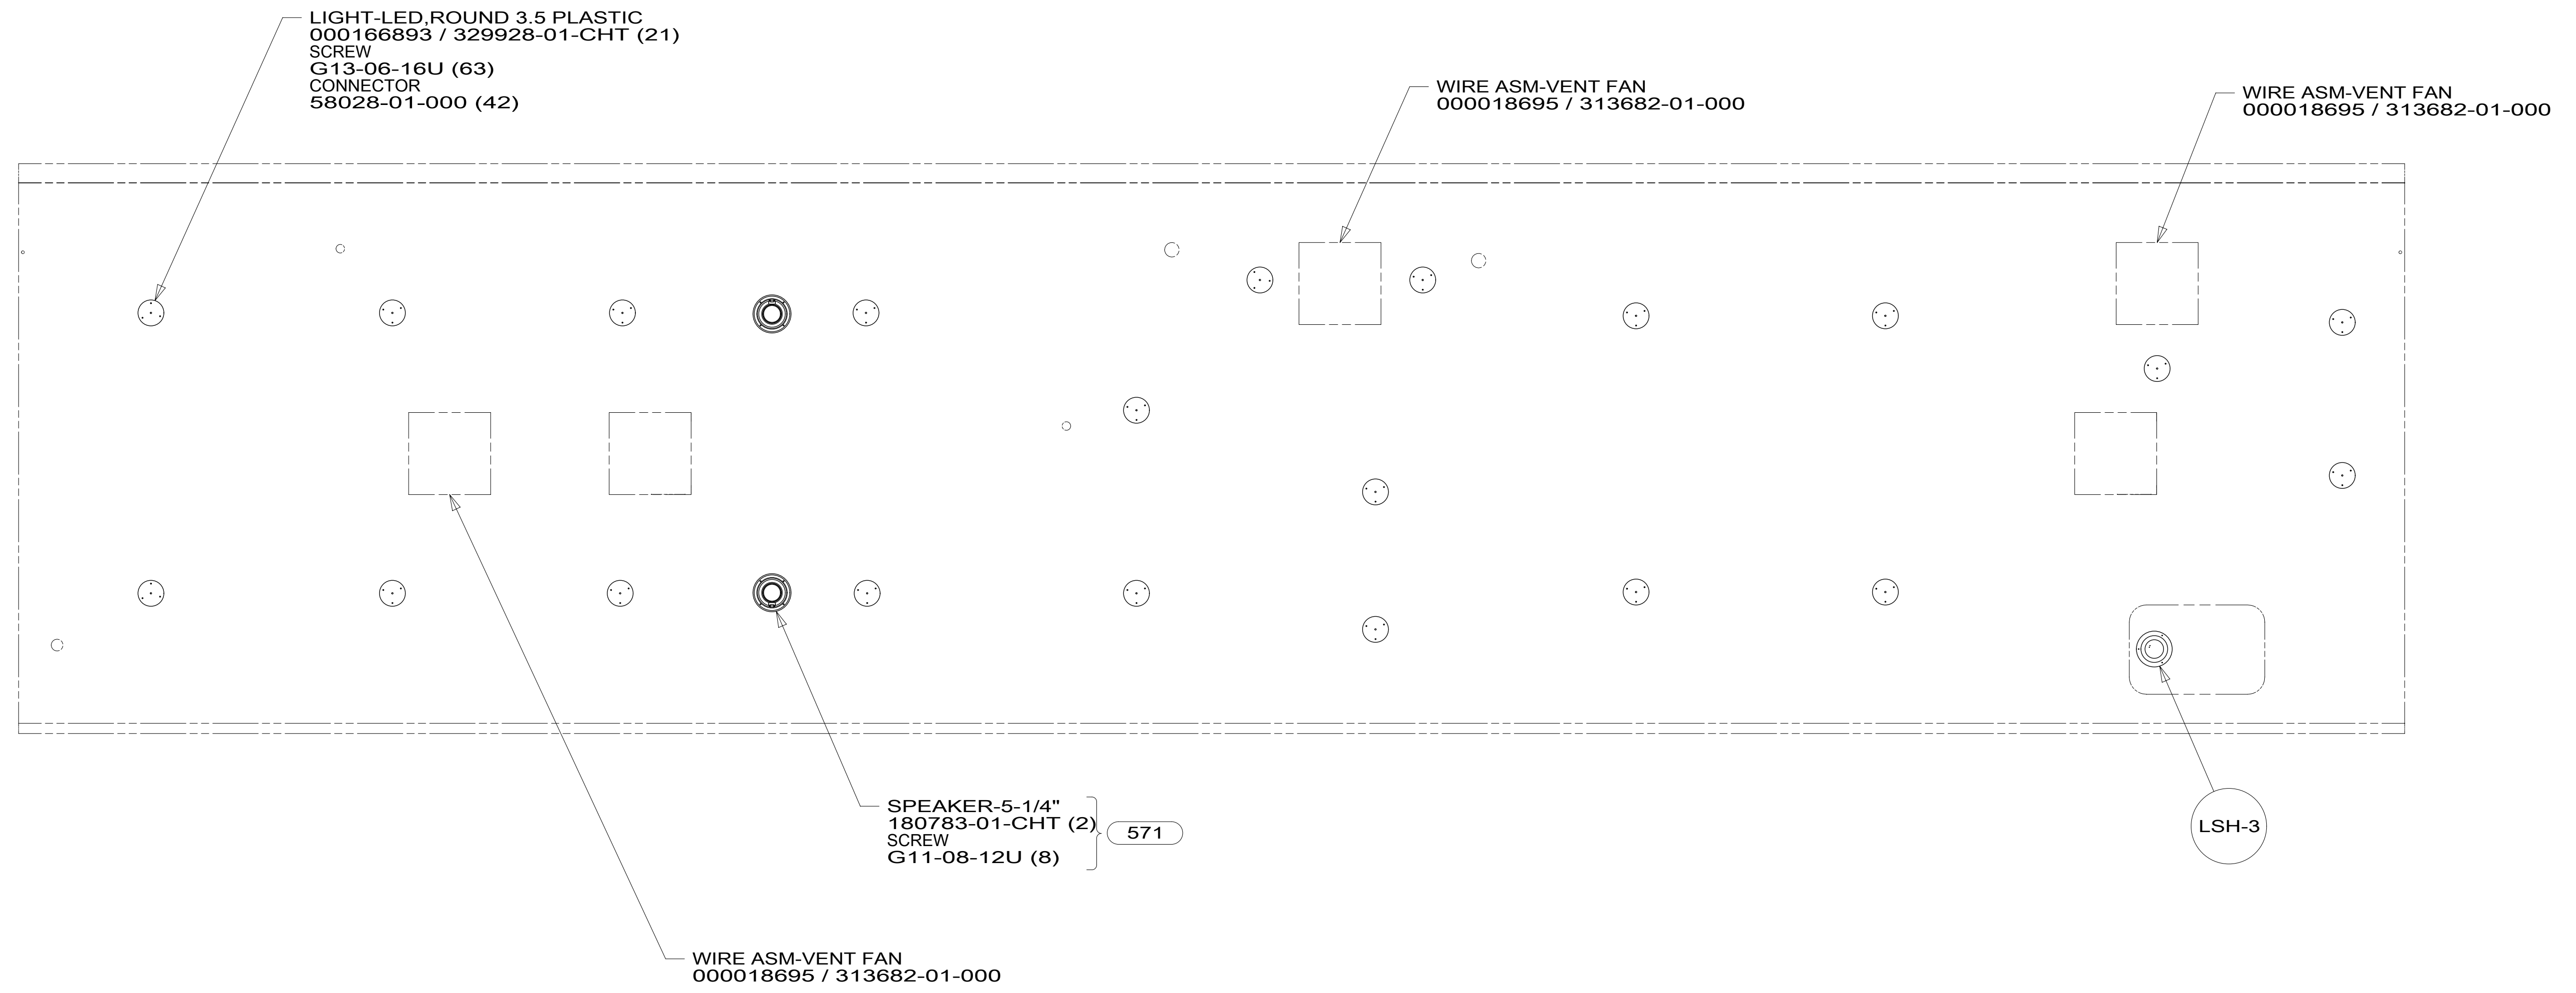 LIGHT-LED,ROUND 3.5 PLASTIC
000166893 / 329928-01-CHT (21)
SCREW
G13-06-16U (63)
CONNECTOR
58028-01-000 (42)
WIRE ASM-VENT FAN
000018695 / 313682-01-000
WIRE ASM-VENT FAN
000018695 / 313682-01-000
SPEAKER-5-1/4"
180783-01-CHT (2)
SCREW
G11-08-12U (8)
571
LSH-3
WIRE ASM-VENT FAN
000018695 / 313682-01-000